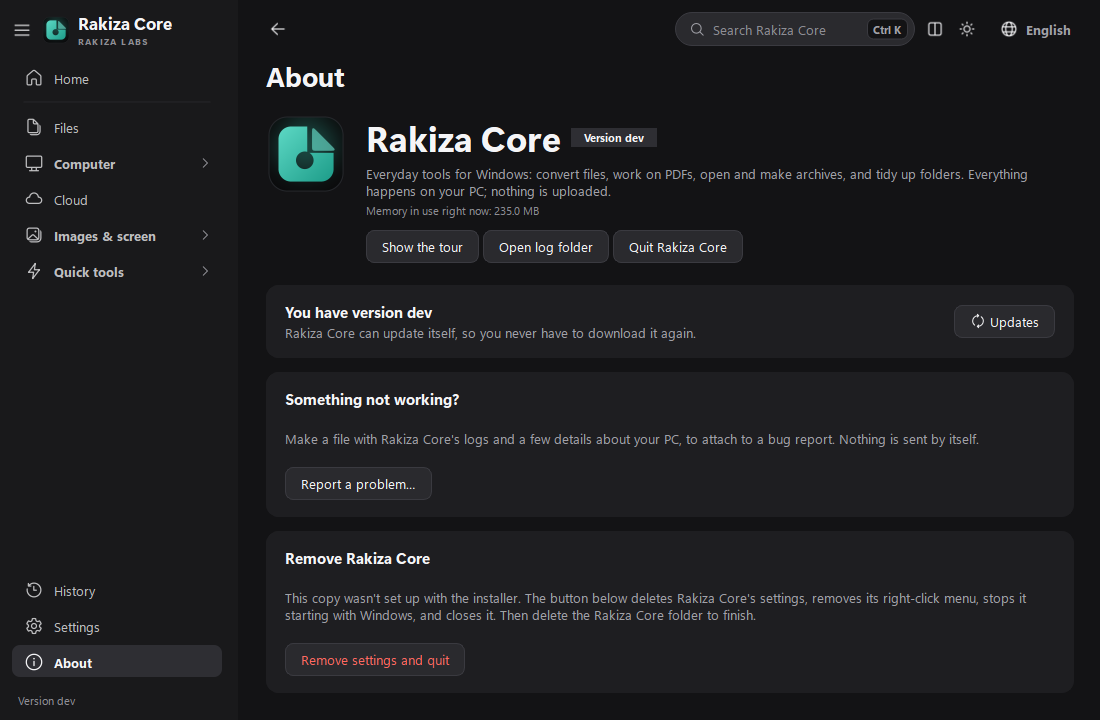 Rakiza Core
RAKIZA LABS
Home
Files
Computer
Cloud
Images & screen
Quick tools
History
Settings
About
Version dev
Search Rakiza Core
Ctrl K
English
About
Rakiza Core
Version dev
Everyday tools for Windows: convert files, work on PDFs, open and make archives, and tidy up folders. Everything
happens on your PC; nothing is uploaded.
Memory in use right now: 235.0 MB
Show the tour
Open log folder
Quit Rakiza Core
You have version dev
Rakiza Core can update itself, so you never have to download it again.
Updates
Something not working?
Make a file with Rakiza Core's logs and a few details about your PC, to attach to a bug report. Nothing is sent by itself.
Report a problem...
Remove Rakiza Core
This copy wasn't set up with the installer. The button below deletes Rakiza Core's settings, removes its right-click menu, stops it
starting with Windows, and closes it. Then delete the Rakiza Core folder to finish.
Remove settings and quit